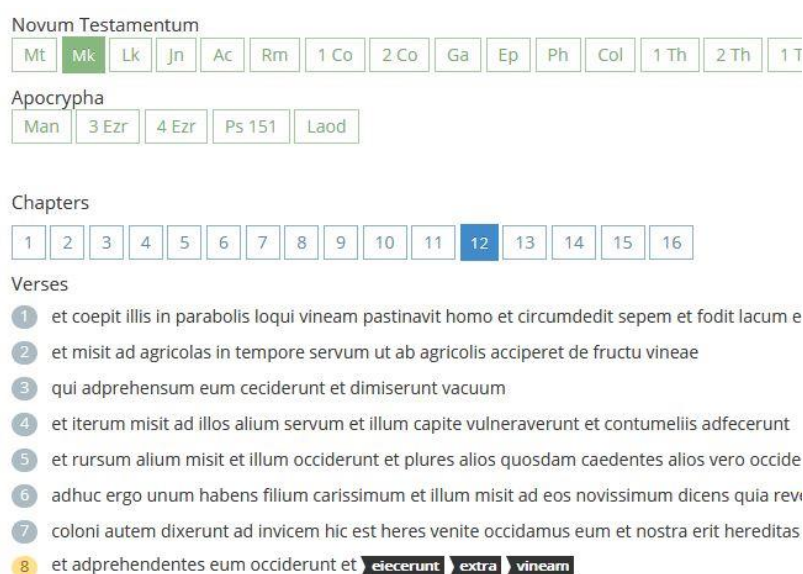 Novum Testamentum
Mt Mk Lk Jn Ac Rm 1 Co 2 Co Ga Ep Ph Col 1 Th 2 Th 1 T
Apocrypha
Man 3 Ezr 4 Ezr Ps 151 Laod
Chapters
1 2 3 4 5 6 7 8 9 10 11 12 13 14 15 16
Verses
1 et coepit illis in parabolis loqui vineam pastinavit homo et circumdedit sepem et fodit lacum e
2 et misit ad agricolas in tempore servum ut ab agricolis acciperet de fructu vineae
3 qui adprehensum eum ceciderunt et dimiserunt vacuum
4 et iterum misit ad illos alium servum et illum capite vulneraverunt et contumeliis adfecerunt
5 et rursum alium misit et illum occiderunt et plures alios quosdam caedentes alios vero occide
6 adhuc ergo unum habens filium carissimum et illum misit ad eos novissimum dicens quia reve
7 coloni autem dixerunt ad invicem hic est heres venite occidamus eum et nostra erit hereditas
8 et adprehendentes eum occiderunt et eiecerunt extra vineam